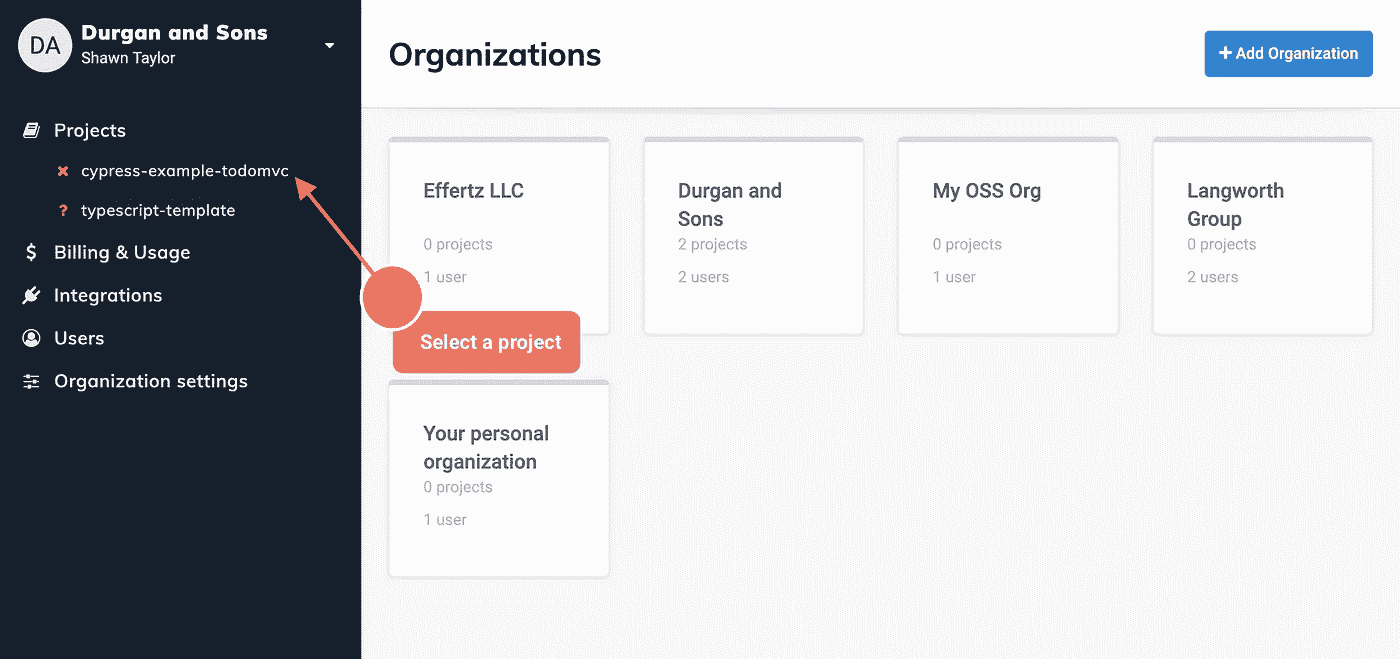 DA
Durgan and Sons
Shawn Taylor
Projects
cypress-example-todomvc
? typescript-template
$ Billing & Usage
Integrations
Users
Organization settings
Organizations
+ Add Organization
Effertz LLC
0 projects
1 user
Durgan and
Sons
2 projects
2 users
My OSS Org
0 projects
1 user
Langworth
Group
0 projects
2 users
Select a project
Your personal
organization
0 projects
1 user